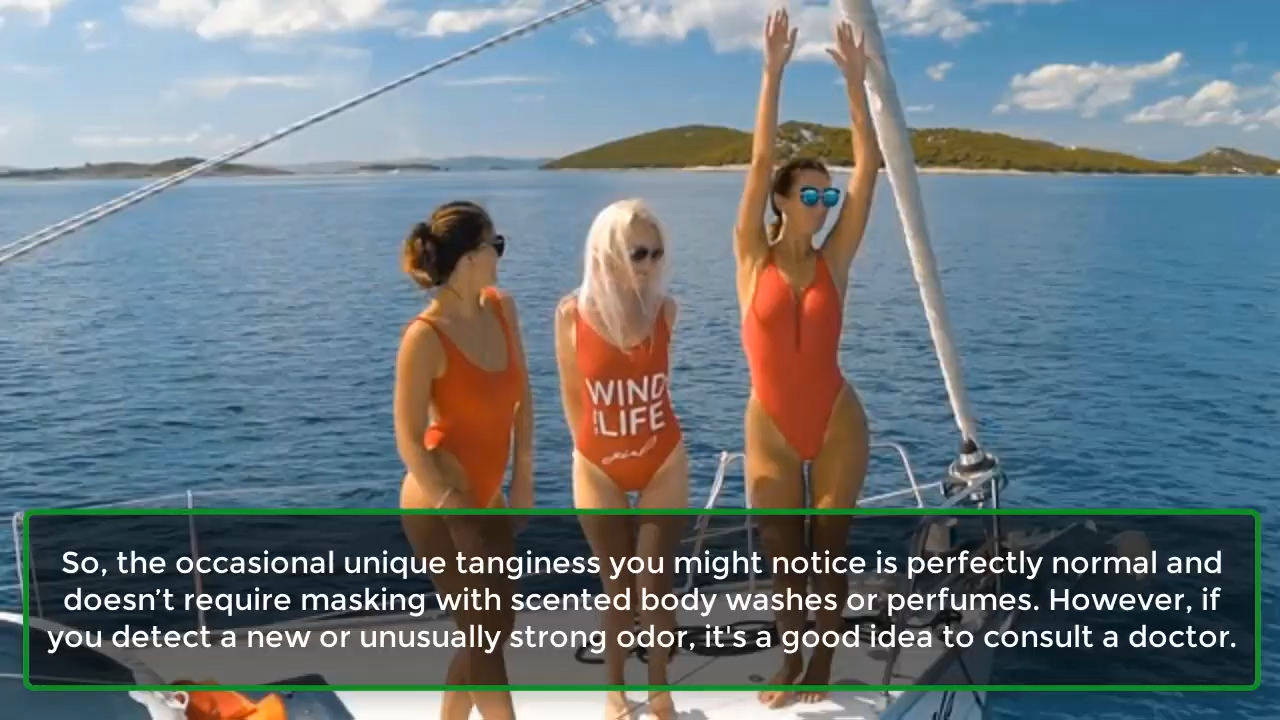 WIND
LIFE
So, the occasional unique tanginess you might notice is perfectly normal and
doesn’t require masking with scented body washes or perfumes. However, if
you detect a new or unusually strong odor, it's a good idea to consult a doctor.